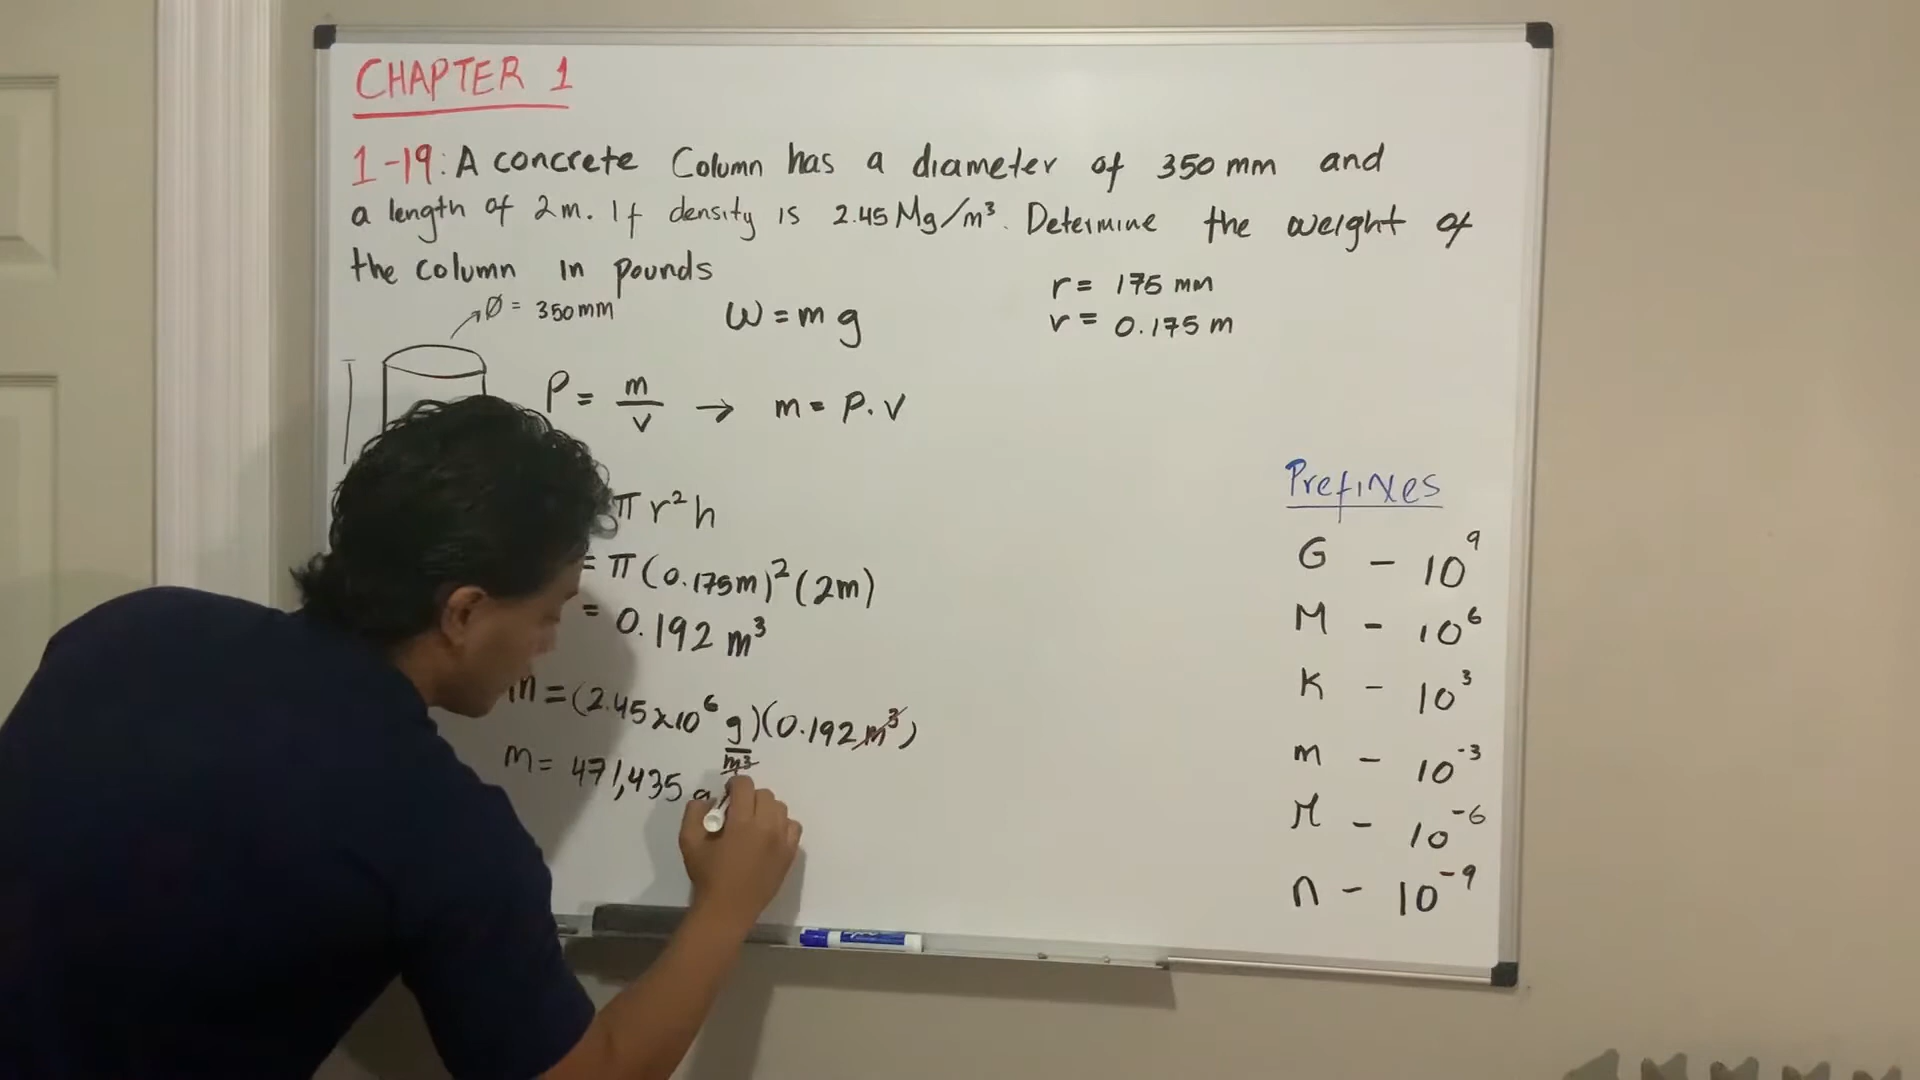 CHAPTER 1
1-19: A concrete Column has a diameter of 350 mm and
a length of 2m. If density is 2.45 Mg/m³. Determine the weight of
the column in pounds
Ø = 350mm
W = m g
r = 175 mm
r = 0.175 m
ρ = m/v → m = ρ.v
π r² h
= π (0.175m)² (2m)
= 0.192 m³
m = (2.45x10⁶ g/m³)(0.192 m³)
m = 471,435 g
Prefixes
G - 10⁹
M - 10⁶
K - 10³
m - 10⁻³
μ - 10⁻⁶
n - 10⁻⁹